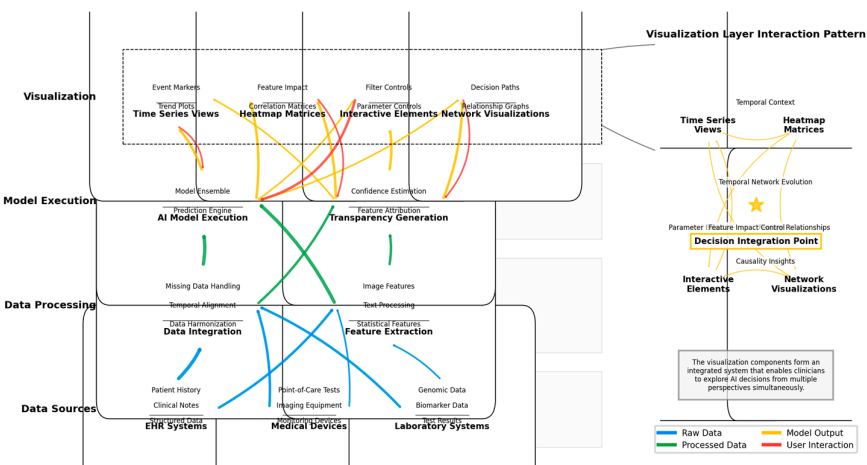 Visualization Layer Interaction Pattern
Visualization
Event Markers
Trend Plots
Time Series Views
Feature Impact
Correlation Matrices
Heatmap Matrices
Filter Controls
Parameter Controls
Interactive Elements
Decision Paths
Relationship Graphs
Network Visualizations
Model Execution
Model Ensemble
Prediction Engine
AI Model Execution
Confidence Estimation
Feature Attribution
Transparency Generation
Data Processing
Missing Data Handling
Temporal Alignment
Data Harmonization
Data Integration
Image Features
Text Processing
Statistical Features
Feature Extraction
Data Sources
Patient History
Clinical Notes
Structured Data
EHR Systems
Point-of-Care Tests
Imaging Equipment
Monitoring Devices
Medical Devices
Genomic Data
Biomarker Data
Test Results
Laboratory Systems
Temporal Context
Time Series
Views
Heatmap
Matrices
Temporal Network Evolution
Parameter
Feature Impact
Control
Relationships
Decision Integration Point
Causality Insights
Interactive
Elements
Network
Visualizations
The visualization components form an
integrated system that enables clinicians
to explore AI decisions from multiple
perspectives simultaneously.
Raw Data
Processed Data
Model Output
User Interaction